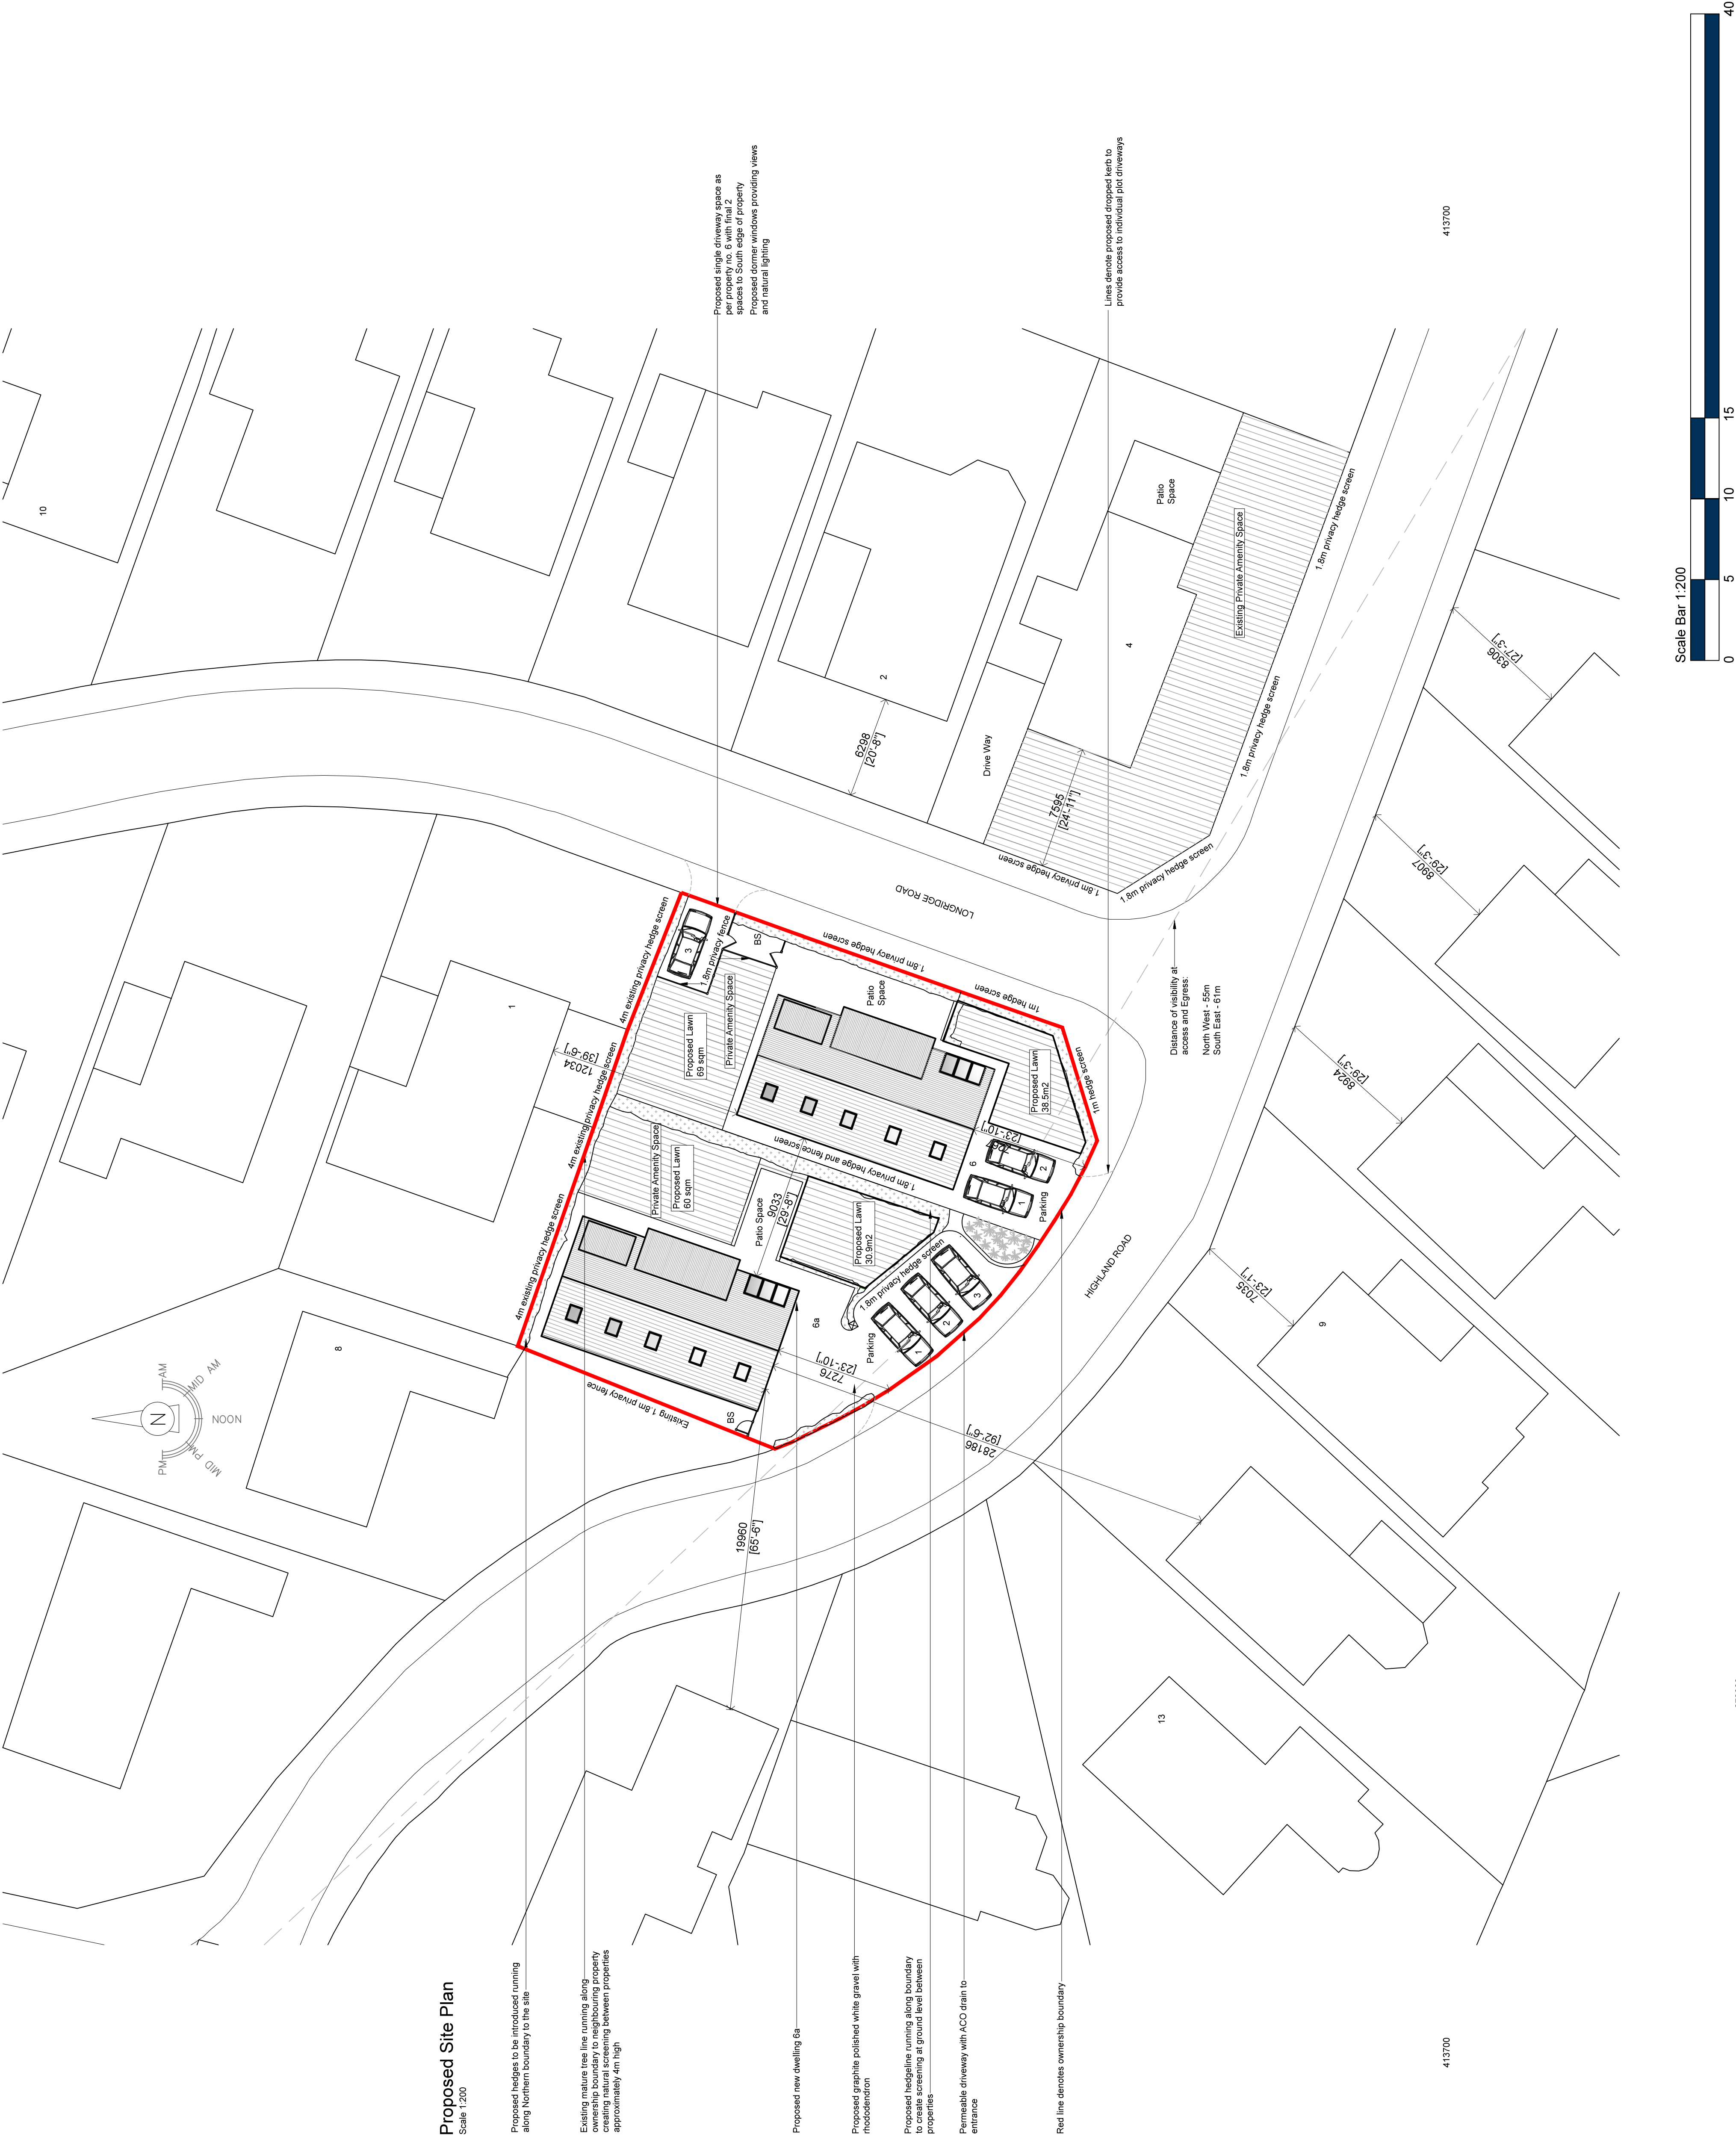 Proposed Site Plan
Scale 1:200
Proposed hedges to be introduced running
along Northern boundary to the site
Existing mature tree line running along
ownership boundary to neighbouring property
creating natural screening between properties
approximately 4m high
Proposed new dwelling 6a
Proposed graphite polished white gravel with
rhododendron
Proposed hedgeline running along boundary
to create screening at ground level between
properties
Permeable driveway with ACO drain to
entrance
Red line denotes ownership boundary
413700
N
AM
MID AM
NOON
MID PM
PM
8
1
10
2
4
9
13
4m existing privacy hedge screen
4m existing privacy hedge screen
4m existing privacy hedge screen
Existing 1.8m privacy fence
BS
12034
[39'-6"]
Private Amenity Space
Proposed Lawn
60 sqm
Proposed Lawn
69 sqm
Private Amenity Space
1.8m privacy fence
3
BS
1.8m privacy hedge screen
Patio
Space
1m hedge screen
1m hedge screen
Proposed Lawn
38.5m2
1.8m privacy hedge and fence screen
Patio Space
9033
[29'-8"]
Proposed Lawn
30.9m2
1.8m privacy hedge screen
6a
6
[23'-10"]
Parking
1
2
Parking
1
2
3
7276
[23'-10"]
19960
[65'-6"]
28186
[92'-6"]
LONGRIDGE ROAD
HIGHLAND ROAD
6298
[20'-8"]
Drive Way
7595
[24'-11"]
Patio
Space
Existing Private Amenity Space
1.8m privacy hedge screen
1.8m privacy hedge screen
1.8m privacy hedge screen
1.8m privacy hedge screen
Distance of visibility at
access and Egress:
North West - 55m
South East - 61m
7035
[23'-1"]
8924
[29'-3"]
8907
[29'-3"]
8306
[27'-3"]
Proposed single driveway space as
per property no. 6 with final 2
spaces to South edge of property
Proposed dormer windows providing views
and natural lighting
Lines denote proposed dropped kerb to
provide access to individual plot driveways
413700
Scale Bar 1:200
0 5 10 15 40